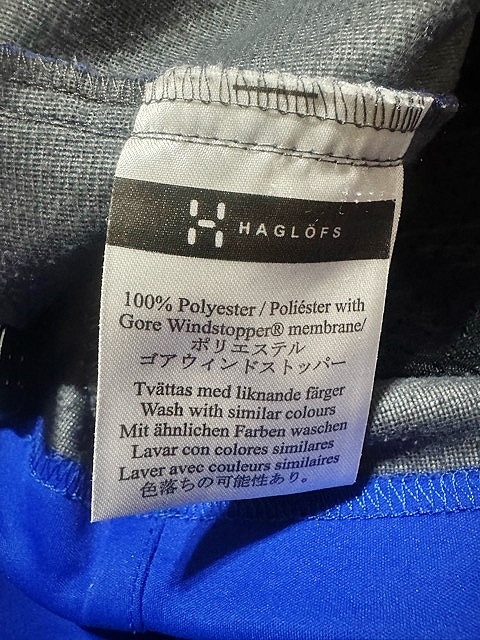 HAGLÖFS
100% Polyester / Poliéster with
Gore Windstopper® membrane/
ポリエステル
ゴアウインドストッパー
Tvättas med liknande färger
Wash with similar colours
Mit ähnlichen Farben waschen
Lavar con colores similares
Laver avec couleurs similaires
色落ちの可能性あり。